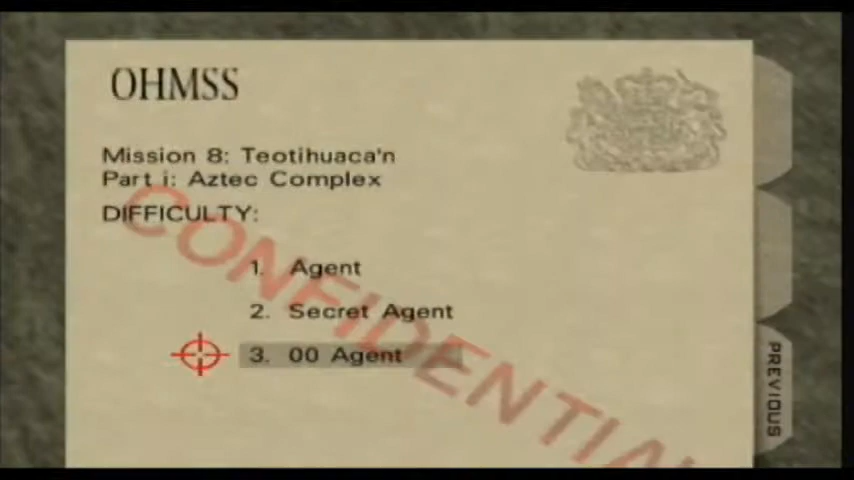 OHMSS
Mission 8: Teotihuaca'n
Part i: Aztec Complex
DIFFICULTY:
1. Agent
2. Secret Agent
3. 00 Agent
CONFIDENTIAL
PREVIOUS